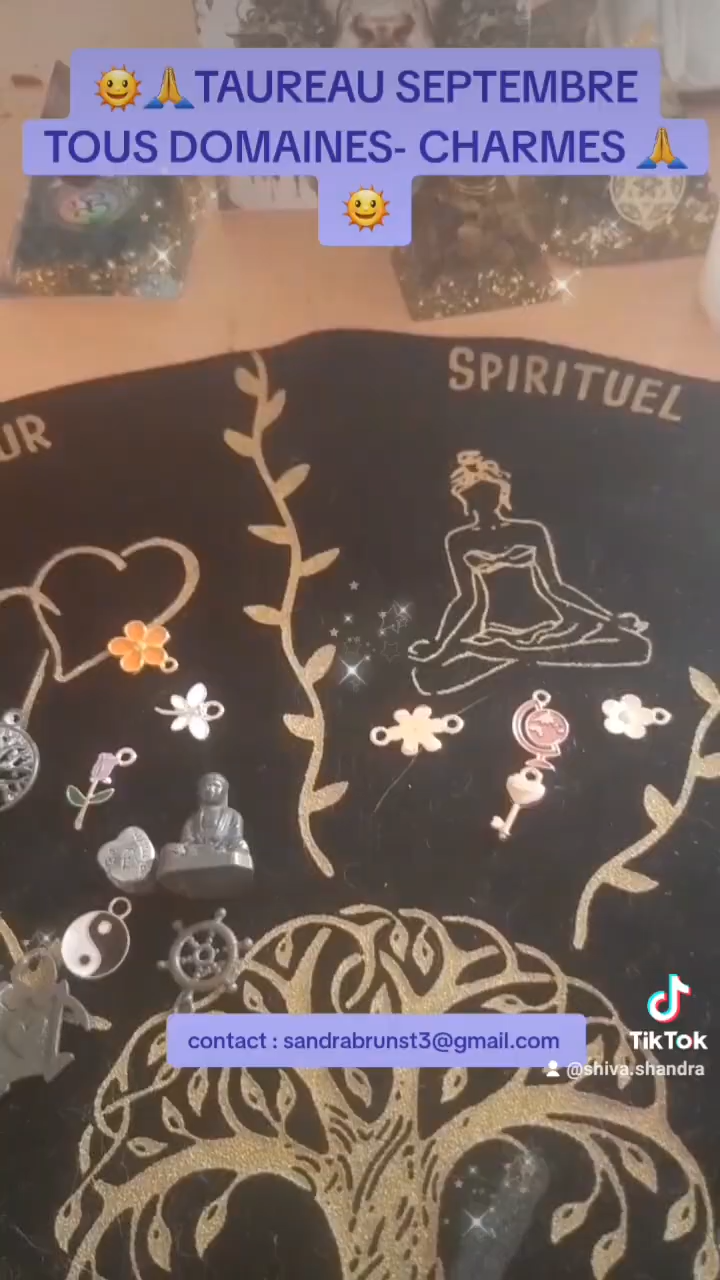 🌞🙏TAUREAU SEPTEMBRE
TOUS DOMAINES- CHARMES 🙏
🌞
SPIRITUEL
UR
contact : sandrabrunst3@gmail.com
TikTok
@shiva.shandra